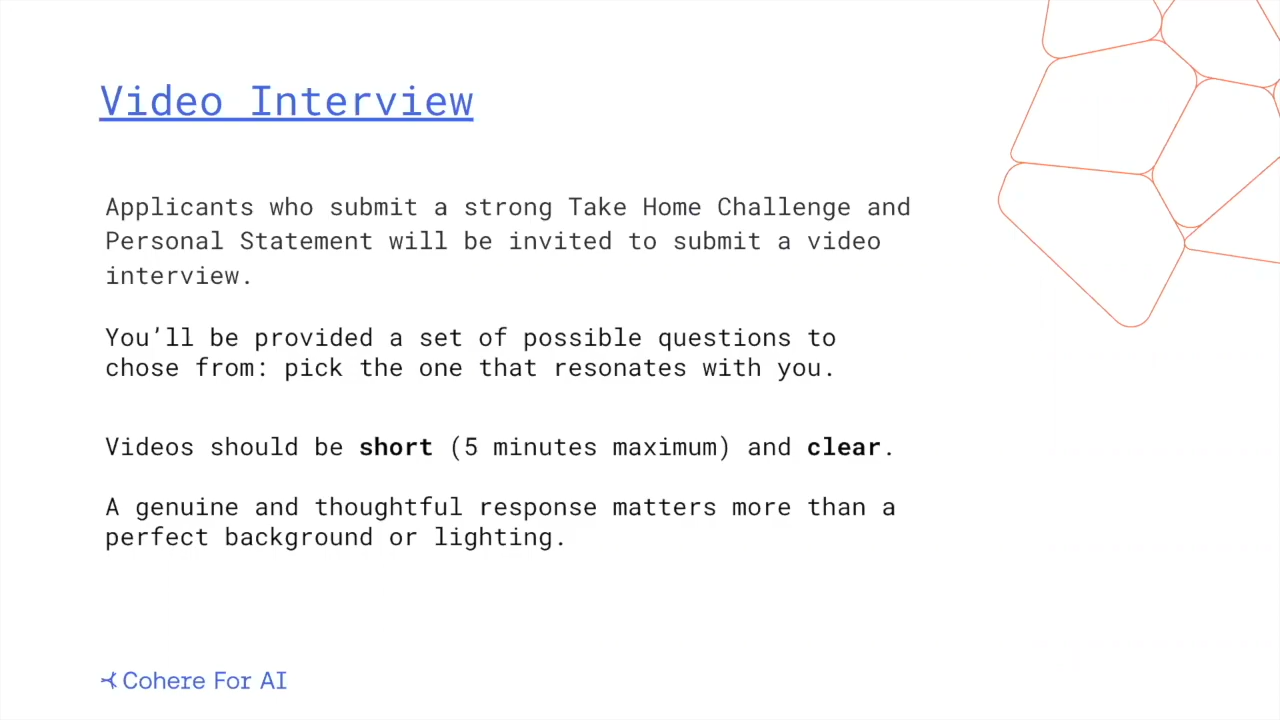 Video Interview
Applicants who submit a strong Take Home Challenge and
Personal Statement will be invited to submit a video
interview.
You’ll be provided a set of possible questions to
chose from: pick the one that resonates with you.
Videos should be short (5 minutes maximum) and clear.
A genuine and thoughtful response matters more than a
perfect background or lighting.
Cohere For AI